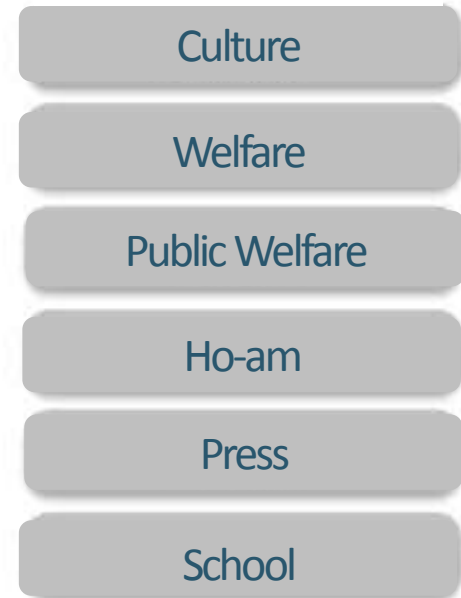 Culture
Welfare
Public Welfare
Ho-am
Press
School